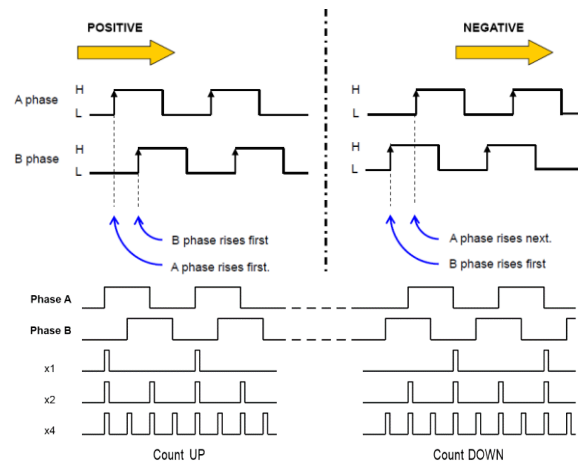 POSITIVE
NEGATIVE
H
A phase
L
H
B phase
L
H
L
H
L
B phase rises first
A phase rises first.
A phase rises next.
B phase rises first
Phase A
Phase B
x1
x2
x4
Count UP
Count DOWN